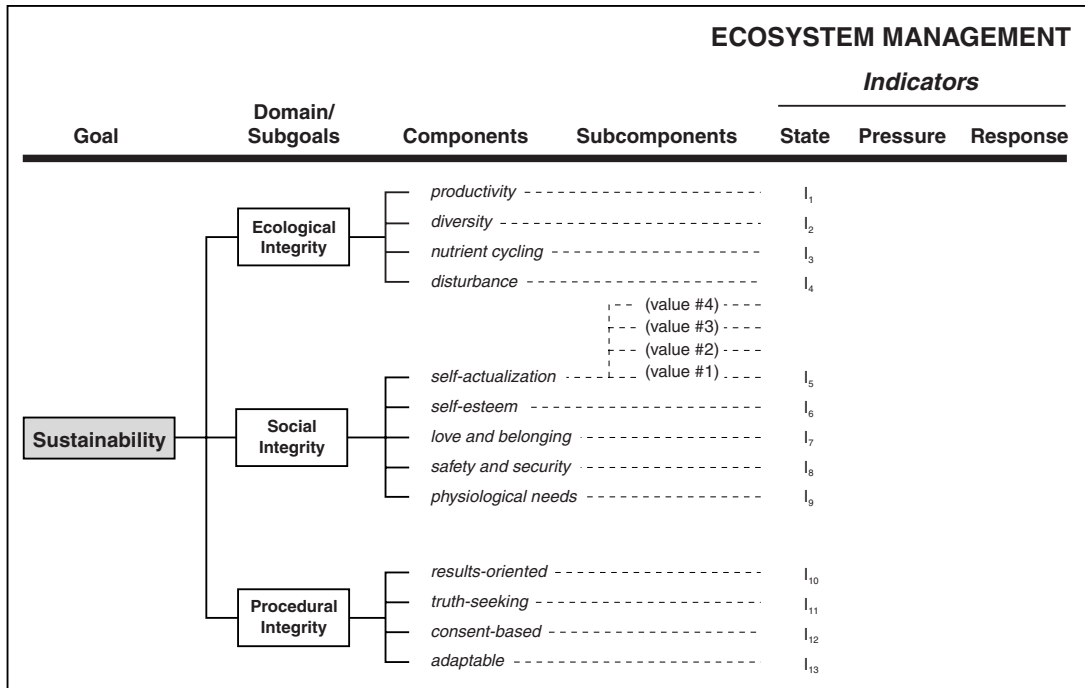 ECOSYSTEM MANAGEMENT
Indicators
Goal
Domain/
Subgoals
Components
Subcomponents
State
Pressure
Response
productivity I₁
Ecological
Integrity
diversity I₂
nutrient cycling I₃
disturbance I₄
(value #4)
(value #3)
(value #2)
self-actualization (value #1) I₅
self-esteem I₆
Sustainability
Social
Integrity
love and belonging I₇
safety and security I₈
physiological needs I₉
results-oriented I₁₀
Procedural
Integrity
truth-seeking I₁₁
consent-based I₁₂
adaptable I₁₃